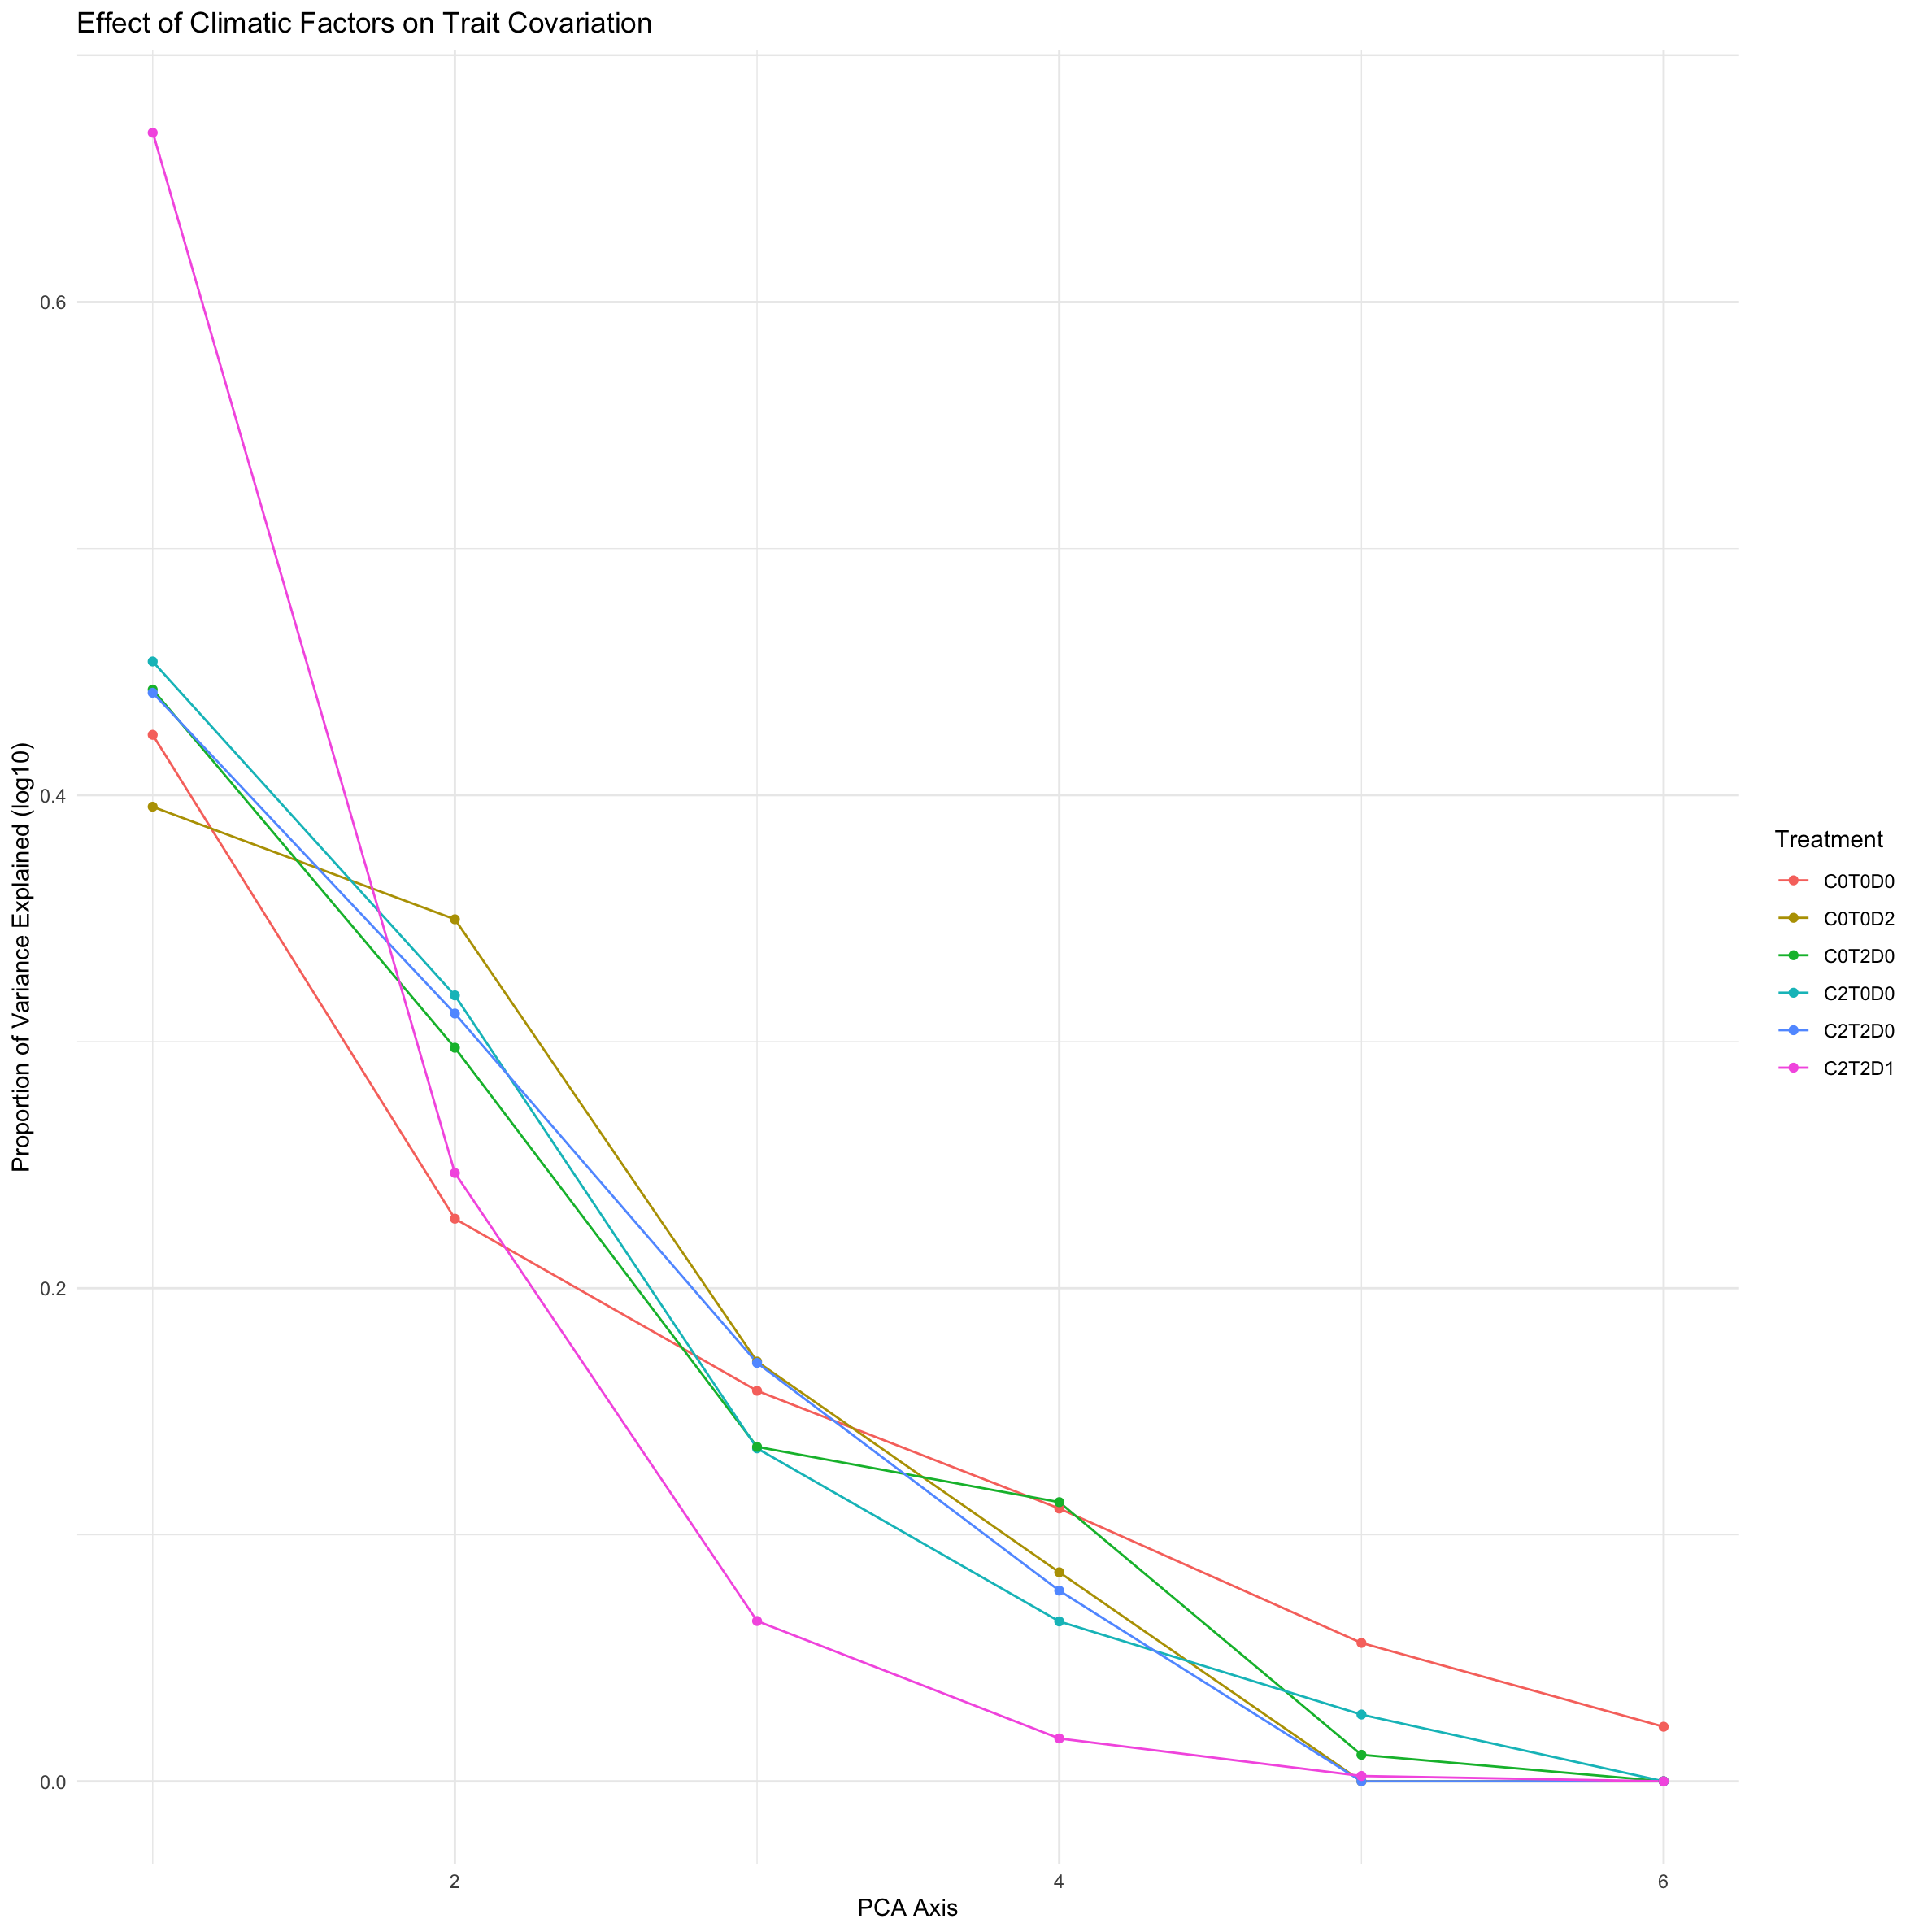 Effect of Climatic Factors on Trait Covariation
Proportion of Variance Explained (log10)
0.6
0.4
0.2
0.0
2
4
6
PCA Axis
Treatment
C0T0D0
C0T0D2
C0T2D0
C2T0D0
C2T2D0
C2T2D1